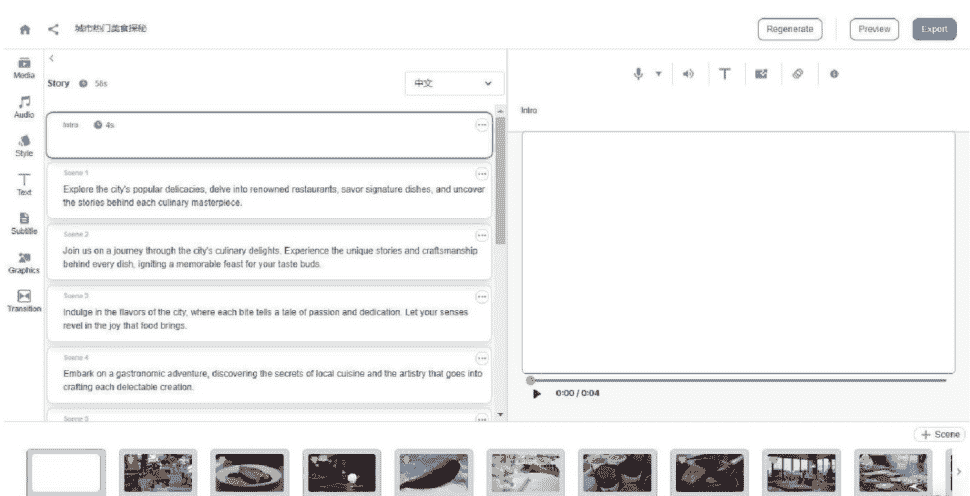 城市热门美食探秘
Regenerate
Preview
Export
Media
Audio
Style
Text
Subtitle
Graphics
Transition
Story 56s
中文
Intro 4s
Scene 1
Explore the city's popular delicacies, delve into renowned restaurants, savor signature dishes, and uncover
the stories behind each culinary masterpiece.
Scene 2
Join us on a journey through the city's culinary delights. Experience the unique stories and craftsmanship
behind every dish, igniting a memorable feast for your taste buds.
Scene 3
Indulge in the flavors of the city, where each bite tells a tale of passion and dedication. Let your senses
revel in the joy that food brings.
Scene 4
Embark on a gastronomic adventure, discovering the secrets of local cuisine and the artistry that goes into
crafting each delectable creation.
Scene 5
Intro
0:00 / 0:04
+ Scene